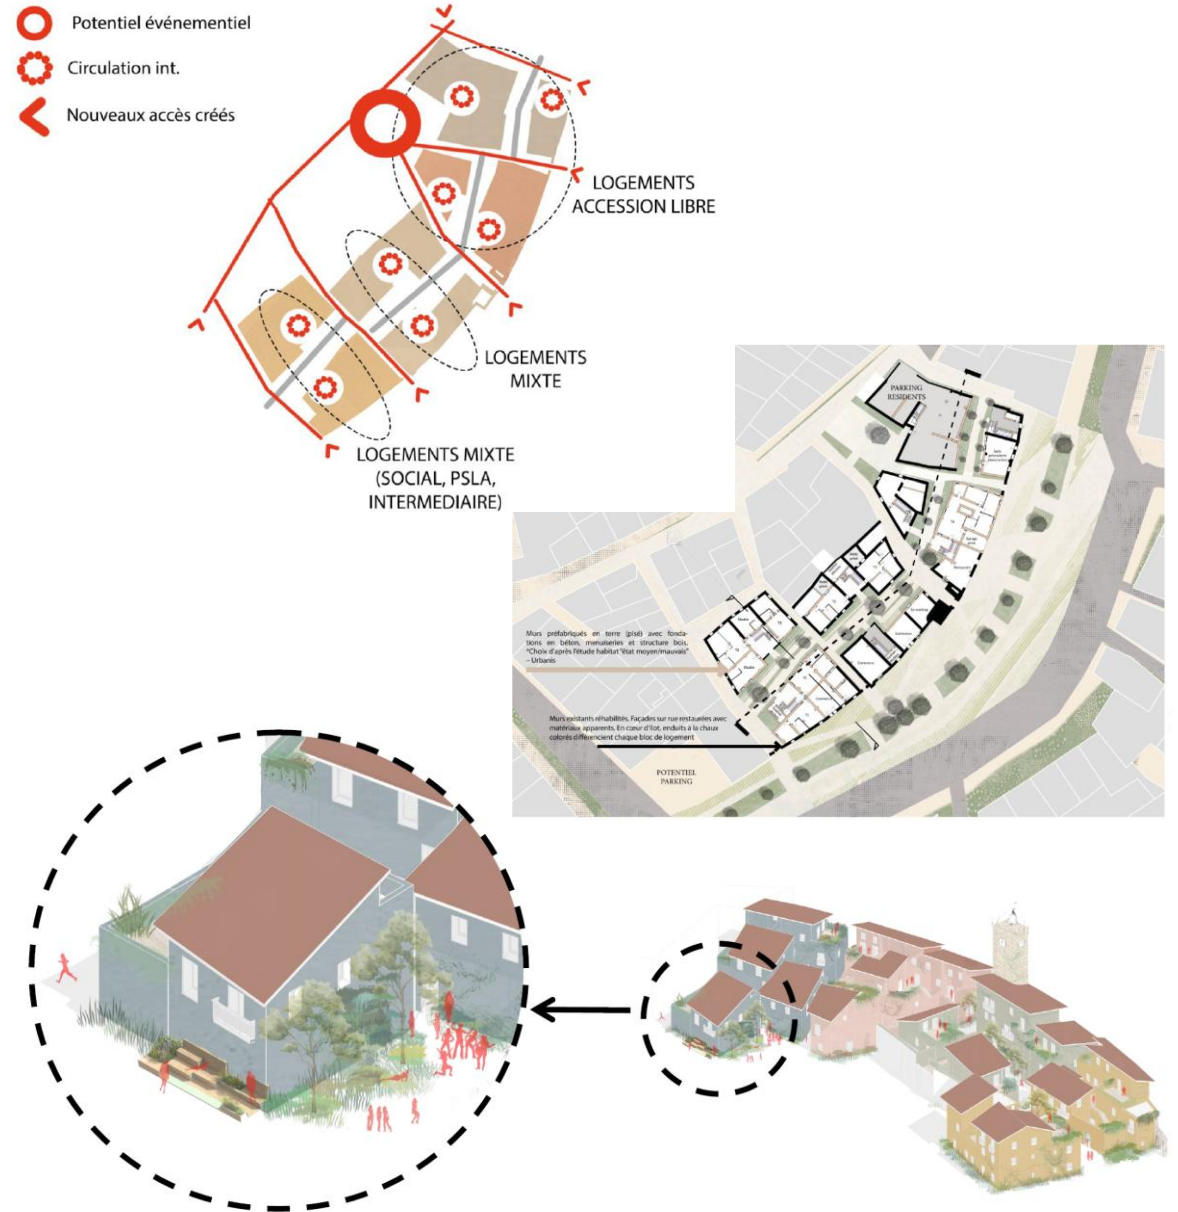 Potentiel événementiel
Circulation int.
Nouveaux accès créés
LOGEMENTS
ACCESSION LIBRE
LOGEMENTS
MIXTE
LOGEMENTS MIXTE
(SOCIAL, PSLA,
INTERMEDIAIRE)
PARKING
RESIDENTS
Murs préfabriqués en terre (pisé) avec fonda-
tions en béton, menuiseries et structure bois.
"Choix d'après l'étude habitat "état moyen/mauvais"
– Urbanis
Murs existants réhabilités. Façades sur rue restaurées avec
matériaux apparents. En cœur d'îlot, enduits à la chaux
colorés différencient chaque bloc de logement
POTENTIEL
PARKING